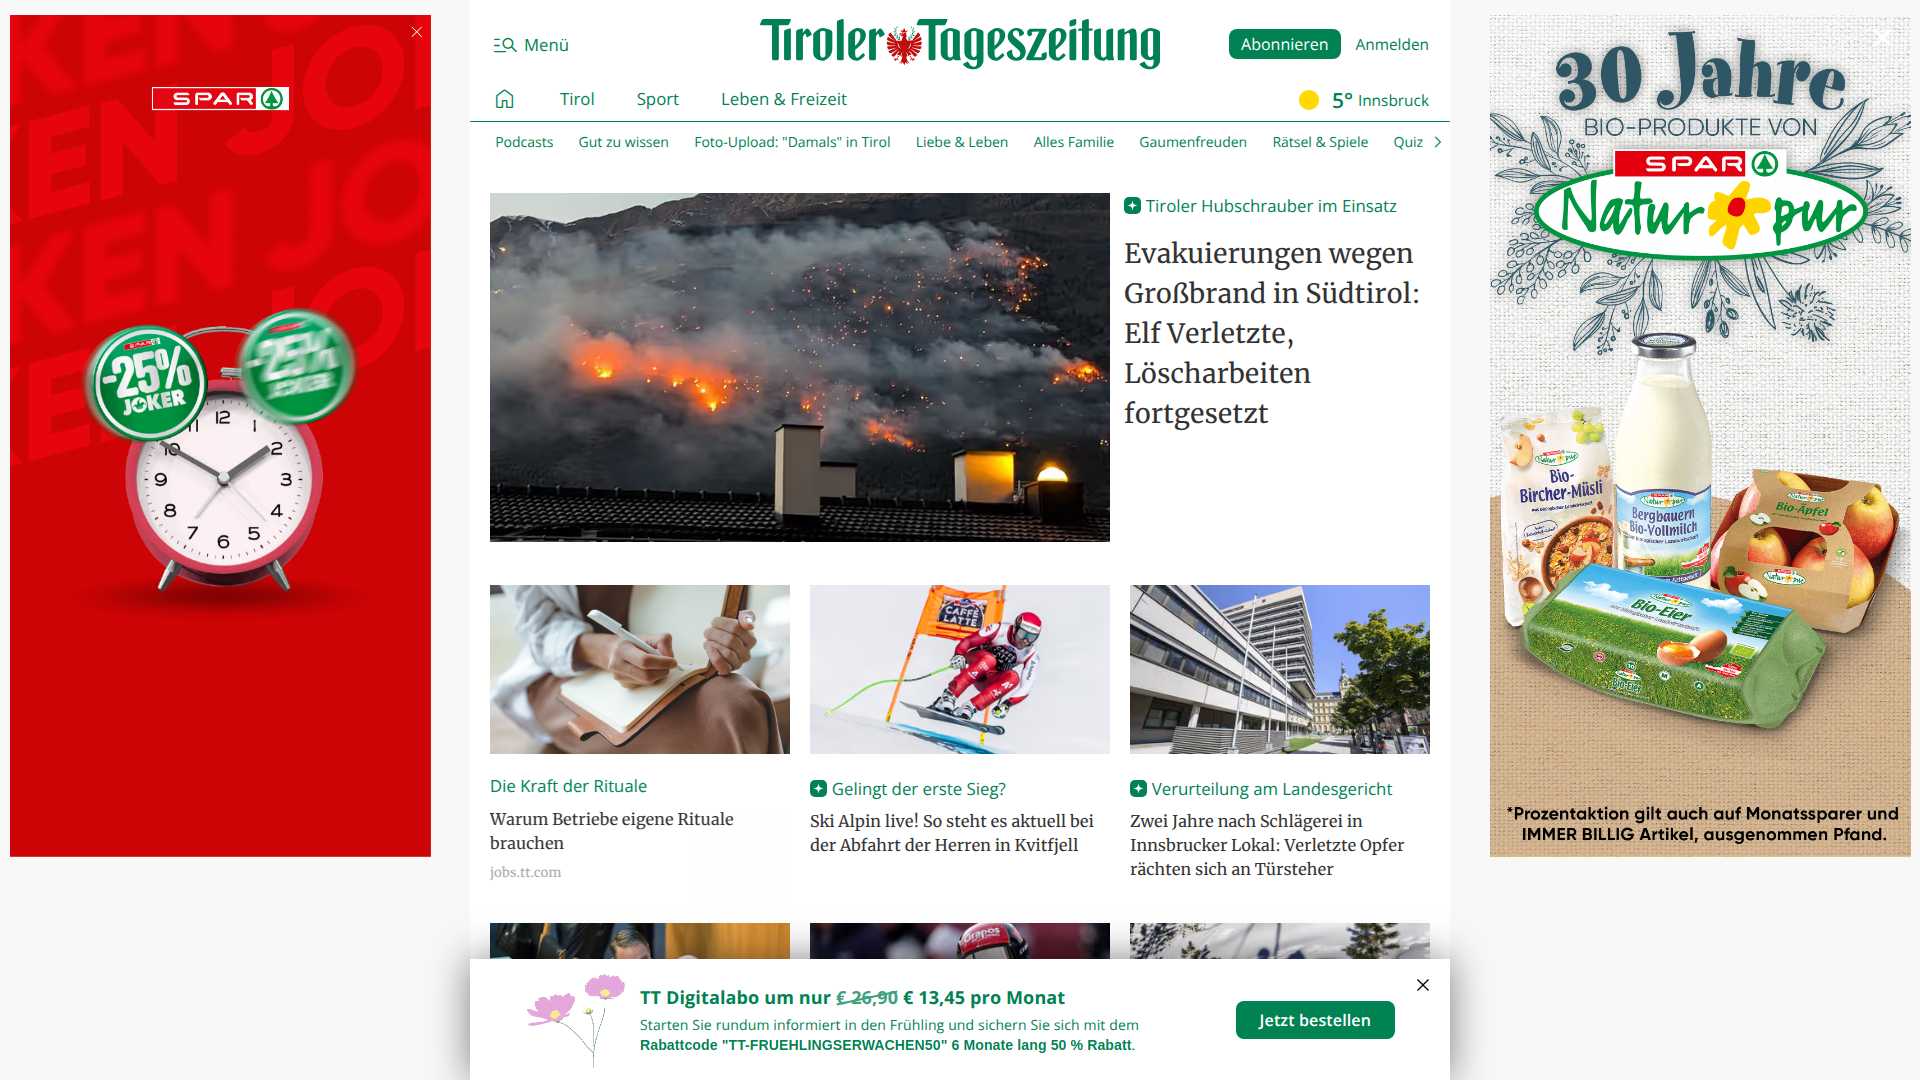 Menü
Tiroler Tageszeitung
Abonnieren
Anmelden
Tirol
Sport
Leben & Freizeit
5° Innsbruck
Podcasts
Gut zu wissen
Foto-Upload: "Damals" in Tirol
Liebe & Leben
Alles Familie
Gaumenfreuden
Rätsel & Spiele
Quiz
SPAR
-25%
JOKER
-25%
JOKER
12
1
2
3
4
5
6
7
8
9
10
11
Tiroler Hubschrauber im Einsatz
Evakuierungen wegen
Großbrand in Südtirol:
Elf Verletzte,
Löscharbeiten
fortgesetzt
CAFFÈ
LATTE
Die Kraft der Rituale
Warum Betriebe eigene Rituale
brauchen
jobs.tt.com
Gelingt der erste Sieg?
Ski Alpin live! So steht es aktuell bei
der Abfahrt der Herren in Kvitfjell
Verurteilung am Landesgericht
Zwei Jahre nach Schlägerei in
Innsbrucker Lokal: Verletzte Opfer
rächten sich an Türsteher
30 Jahre
BIO-PRODUKTE VON
SPAR
Natur pur
Bio-
Bircher-Müsli
Bergbauern
Bio-Vollmilch
Bio-Äpfel
Bio-Eier
Bio-Eier
*Prozentaktion gilt auch auf Monatssparer und
IMMER BILLIG Artikel, ausgenommen Pfand.
TT Digitalabo um nur € 26,90 € 13,45 pro Monat
Starten Sie rundum informiert in den Frühling und sichern Sie sich mit dem
Rabattcode "TT-FRUEHLINGSERWACHEN50" 6 Monate lang 50 % Rabatt.
Jetzt bestellen